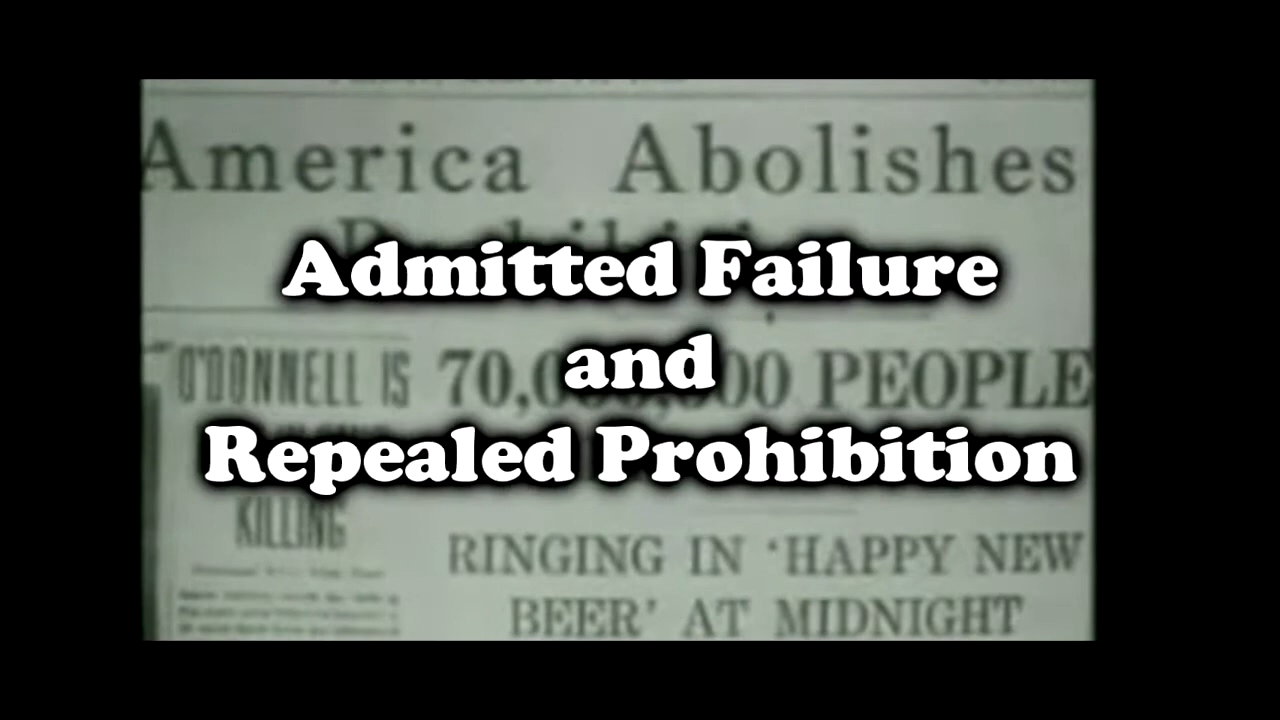 America Abolishes
Admitted Failure
and
Repealed Prohibition
O'DONNELL IS
KILLING
PEOPLE
RINGING IN ‘HAPPY NEW
BEER’ AT MIDNIGHT